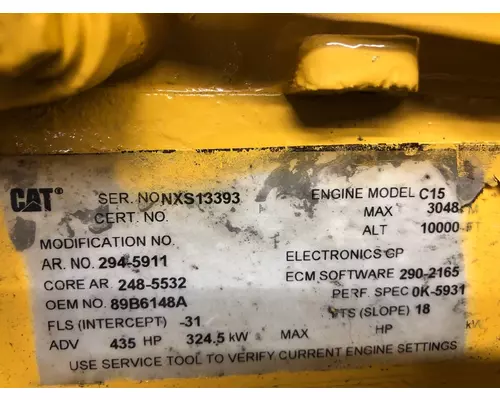 CAT® SER. NO NXS13393 ENGINE MODEL C15
CERT. NO. MAX 3048
ALT 10000 FT
MODIFICATION NO.
AR. NO. 294-5911 ELECTRONICS GP
CORE AR 248-5532 ECM SOFTWARE 290-2165
OEM NO. 89B6148A PERF. SPEC 0K-5931
FLS (INTERCEPT) -31 FTS (SLOPE) 18
ADV 435 HP 324.5 kW MAX HP
USE SERVICE TOOL TO VERIFY CURRENT ENGINE SETTINGS